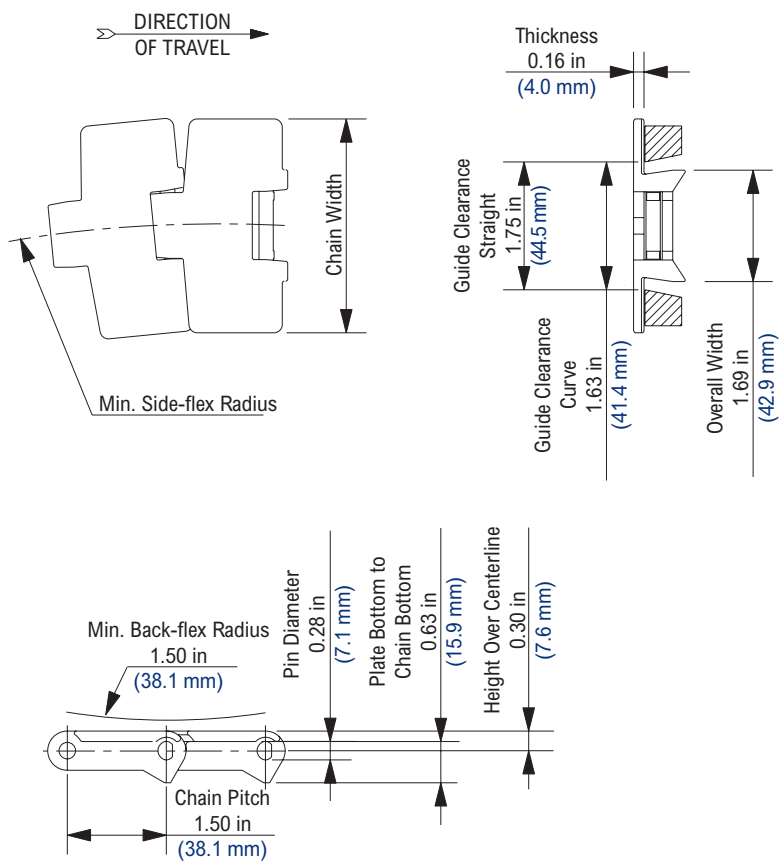 DIRECTION
OF TRAVEL
Chain Width
Min. Side-flex Radius
Thickness
0.16 in
(4.0 mm)
Guide Clearance
Straight
1.75 in
(44.5 mm)
Guide Clearance
Curve
1.63 in
(41.4 mm)
Overall Width
1.69 in
(42.9 mm)
Min. Back-flex Radius
1.50 in
(38.1 mm)
Pin Diameter
0.28 in
(7.1 mm)
Plate Bottom to
Chain Bottom
0.63 in
(15.9 mm)
Height Over Centerline
0.30 in
(7.6 mm)
Chain Pitch
1.50 in
(38.1 mm)